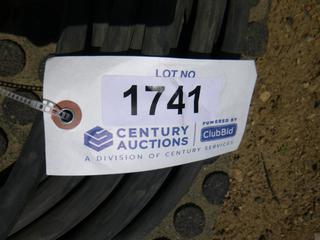 LOT NO
1741
CENTURY AUCTIONS
POWERED BY
ClubBid
A DIVISION OF CENTURY SERVICES